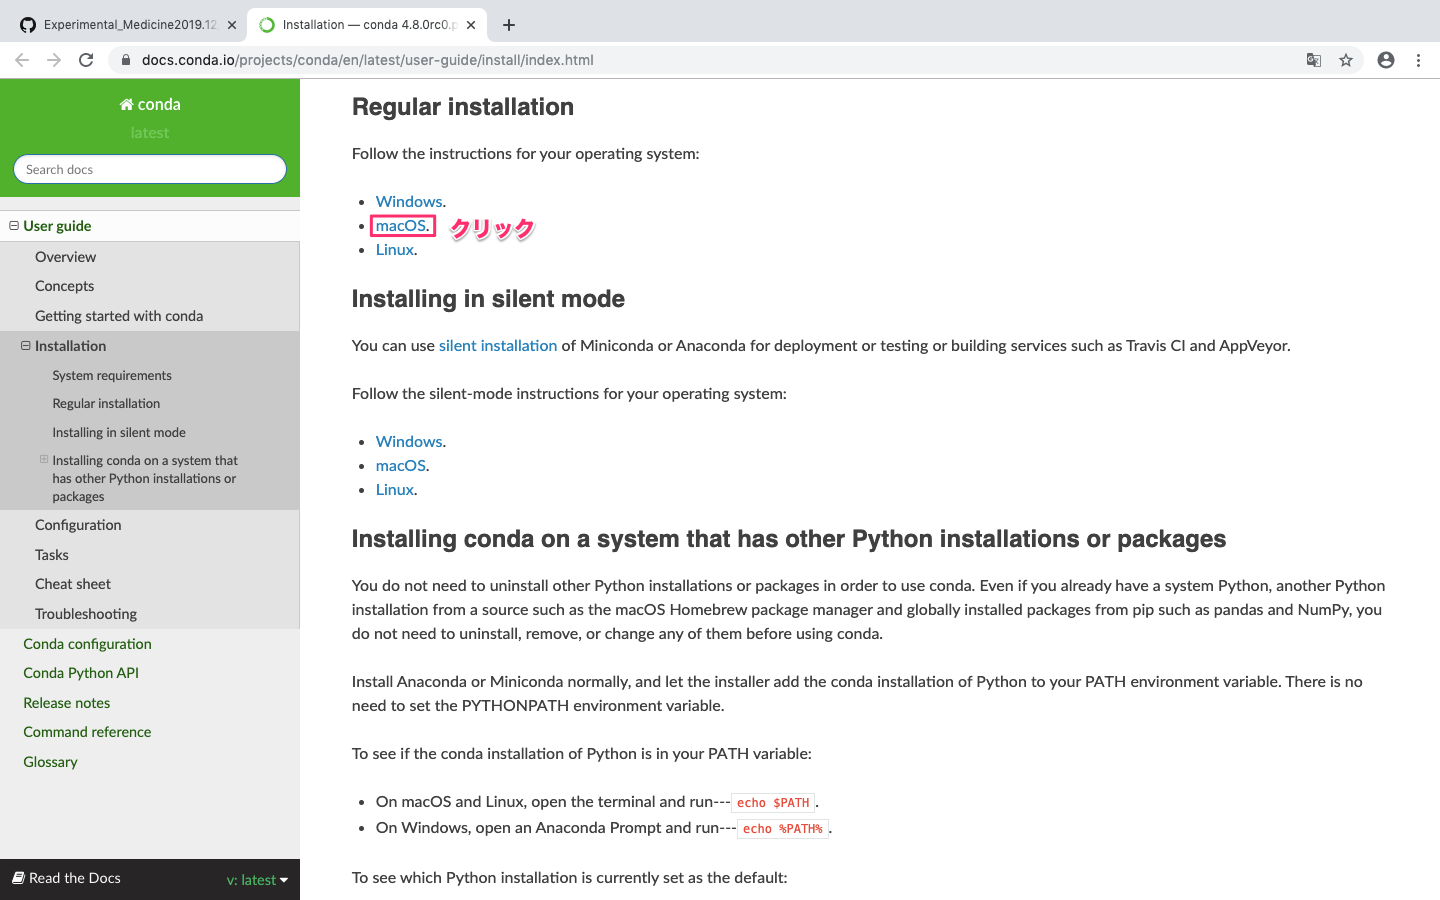 Experimental_Medicine2019.12
Installation — conda 4.8.0rc0.p
docs.conda.io/projects/conda/en/latest/user-guide/install/index.html
conda
latest
Search docs
User guide
Overview
Concepts
Getting started with conda
Installation
System requirements
Regular installation
Installing in silent mode
Installing conda on a system that
has other Python installations or
packages
Configuration
Tasks
Cheat sheet
Troubleshooting
Conda configuration
Conda Python API
Release notes
Command reference
Glossary
Read the Docs
v: latest
Regular installation
Follow the instructions for your operating system:
Windows.
macOS. クリック
Linux.
Installing in silent mode
You can use silent installation of Miniconda or Anaconda for deployment or testing or building services such as Travis CI and AppVeyor.
Follow the silent-mode instructions for your operating system:
Windows.
macOS.
Linux.
Installing conda on a system that has other Python installations or packages
You do not need to uninstall other Python installations or packages in order to use conda. Even if you already have a system Python, another Python
installation from a source such as the macOS Homebrew package manager and globally installed packages from pip such as pandas and NumPy, you
do not need to uninstall, remove, or change any of them before using conda.
Install Anaconda or Miniconda normally, and let the installer add the conda installation of Python to your PATH environment variable. There is no
need to set the PYTHONPATH environment variable.
To see if the conda installation of Python is in your PATH variable:
On macOS and Linux, open the terminal and run---echo $PATH.
On Windows, open an Anaconda Prompt and run---echo %PATH%.
To see which Python installation is currently set as the default: